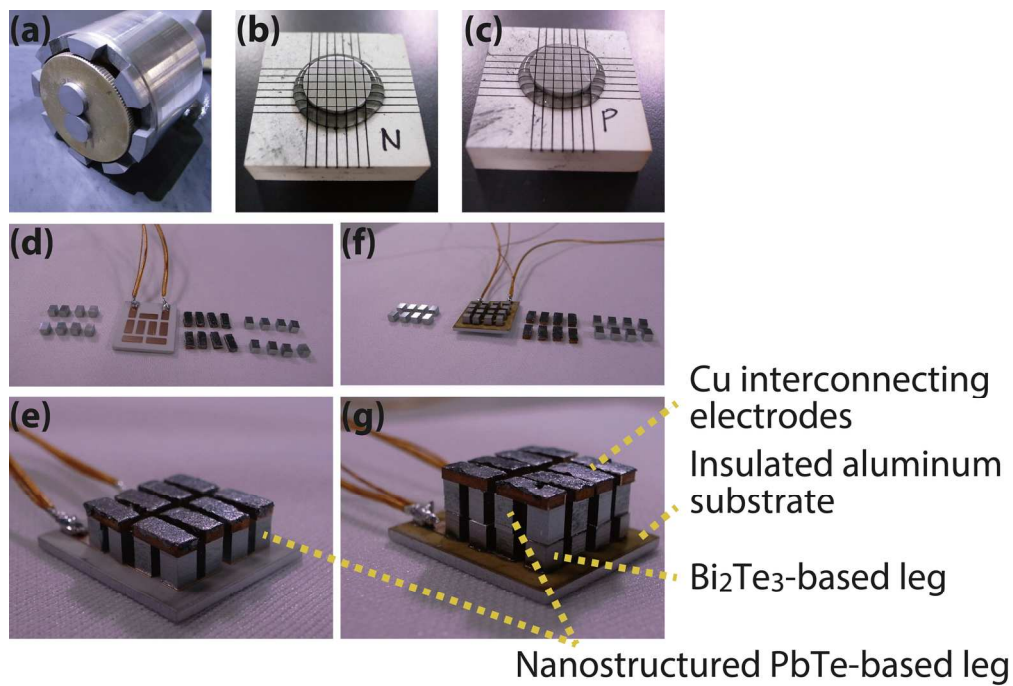 (a)
(b)
(c)
N
P
(d)
(f)
(e)
(g)
Cu interconnecting
electrodes
Insulated aluminum
substrate
Bi2Te3-based leg
Nanostructured PbTe-based leg